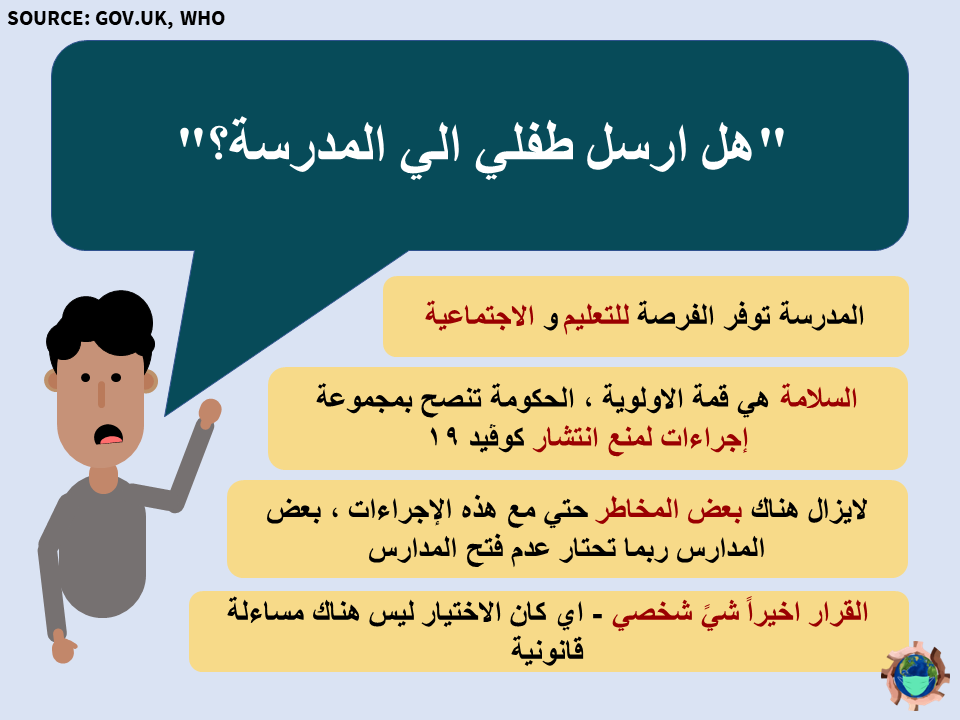 SOURCE: GOV.UK, WHO
"هل ارسل طفلي الي المدرسة؟"
المدرسة توفر الفرصة للتعليم و الاجتماعية
السلامة هي قمة الاولوية ، الحكومة تنصح بمجموعة
إجراءات لمنع انتشار كوڤيد ١٩
لايزال هناك بعض المخاطر حتي مع هذه الإجراءات ، بعض
المدارس ربما تحتار عدم فتح المدارس
القرار اخيراً شيً شخصي - اي كان الاختيار ليس هناك مساءلة
قانونية